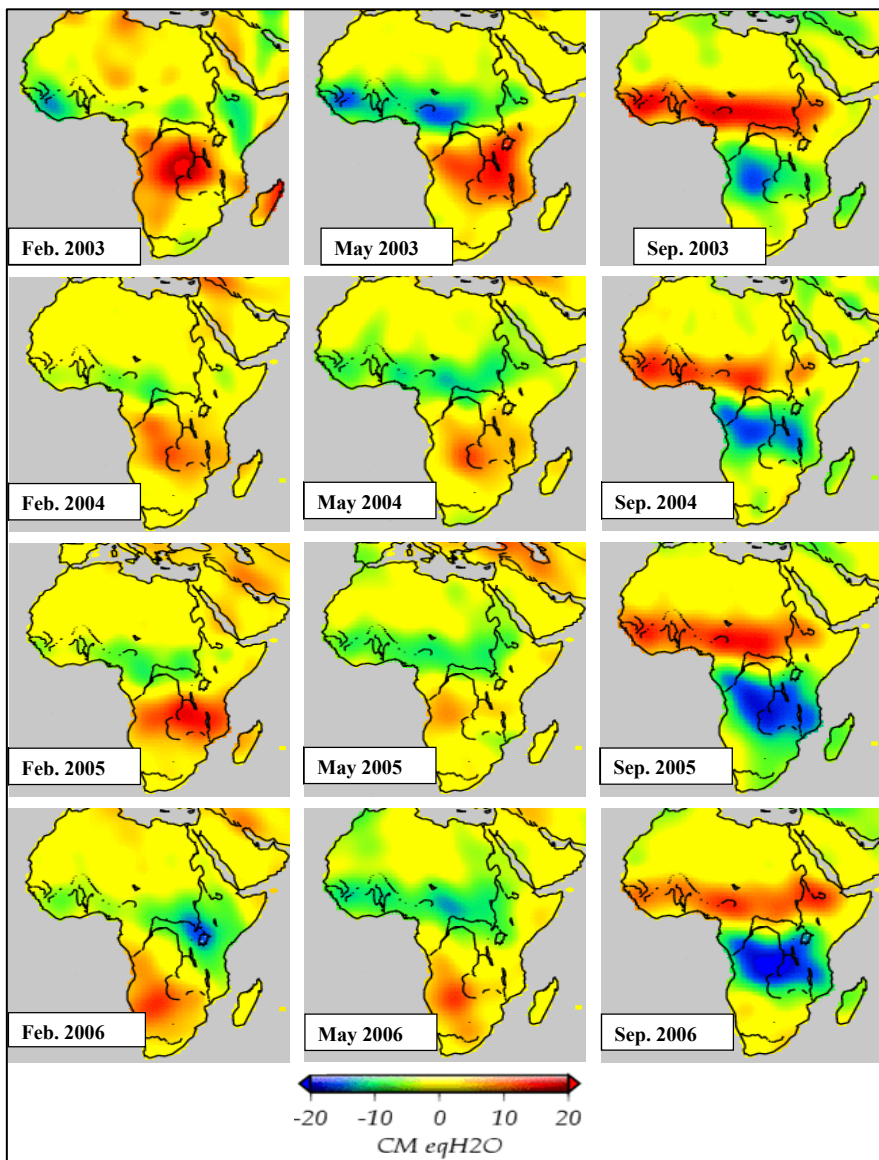 Feb. 2003
May 2003
Sep. 2003
Feb. 2004
May 2004
Sep. 2004
Feb. 2005
May 2005
Sep. 2005
Feb. 2006
May 2006
Sep. 2006
-20 -10 0 10 20
CM eqH2O